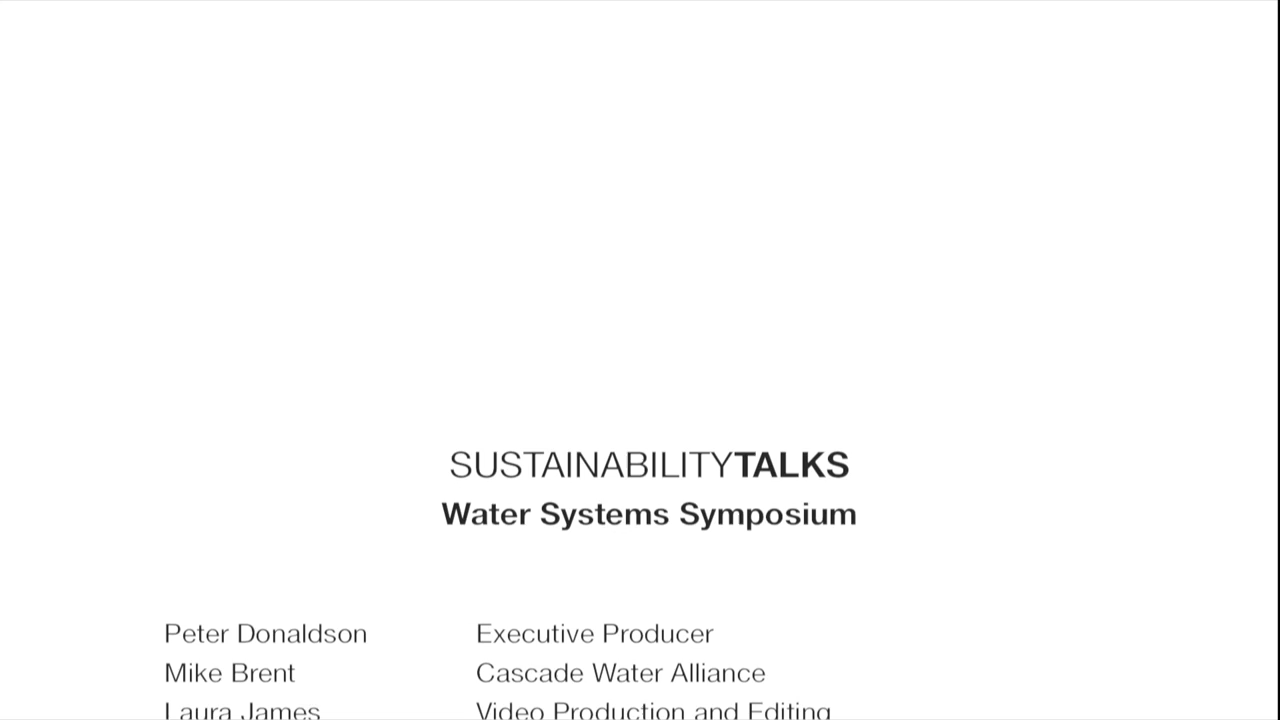 SUSTAINABILITYTALKS
Water Systems Symposium
Peter Donaldson Executive Producer
Mike Brent Cascade Water Alliance
Laura James Video Production and Editing